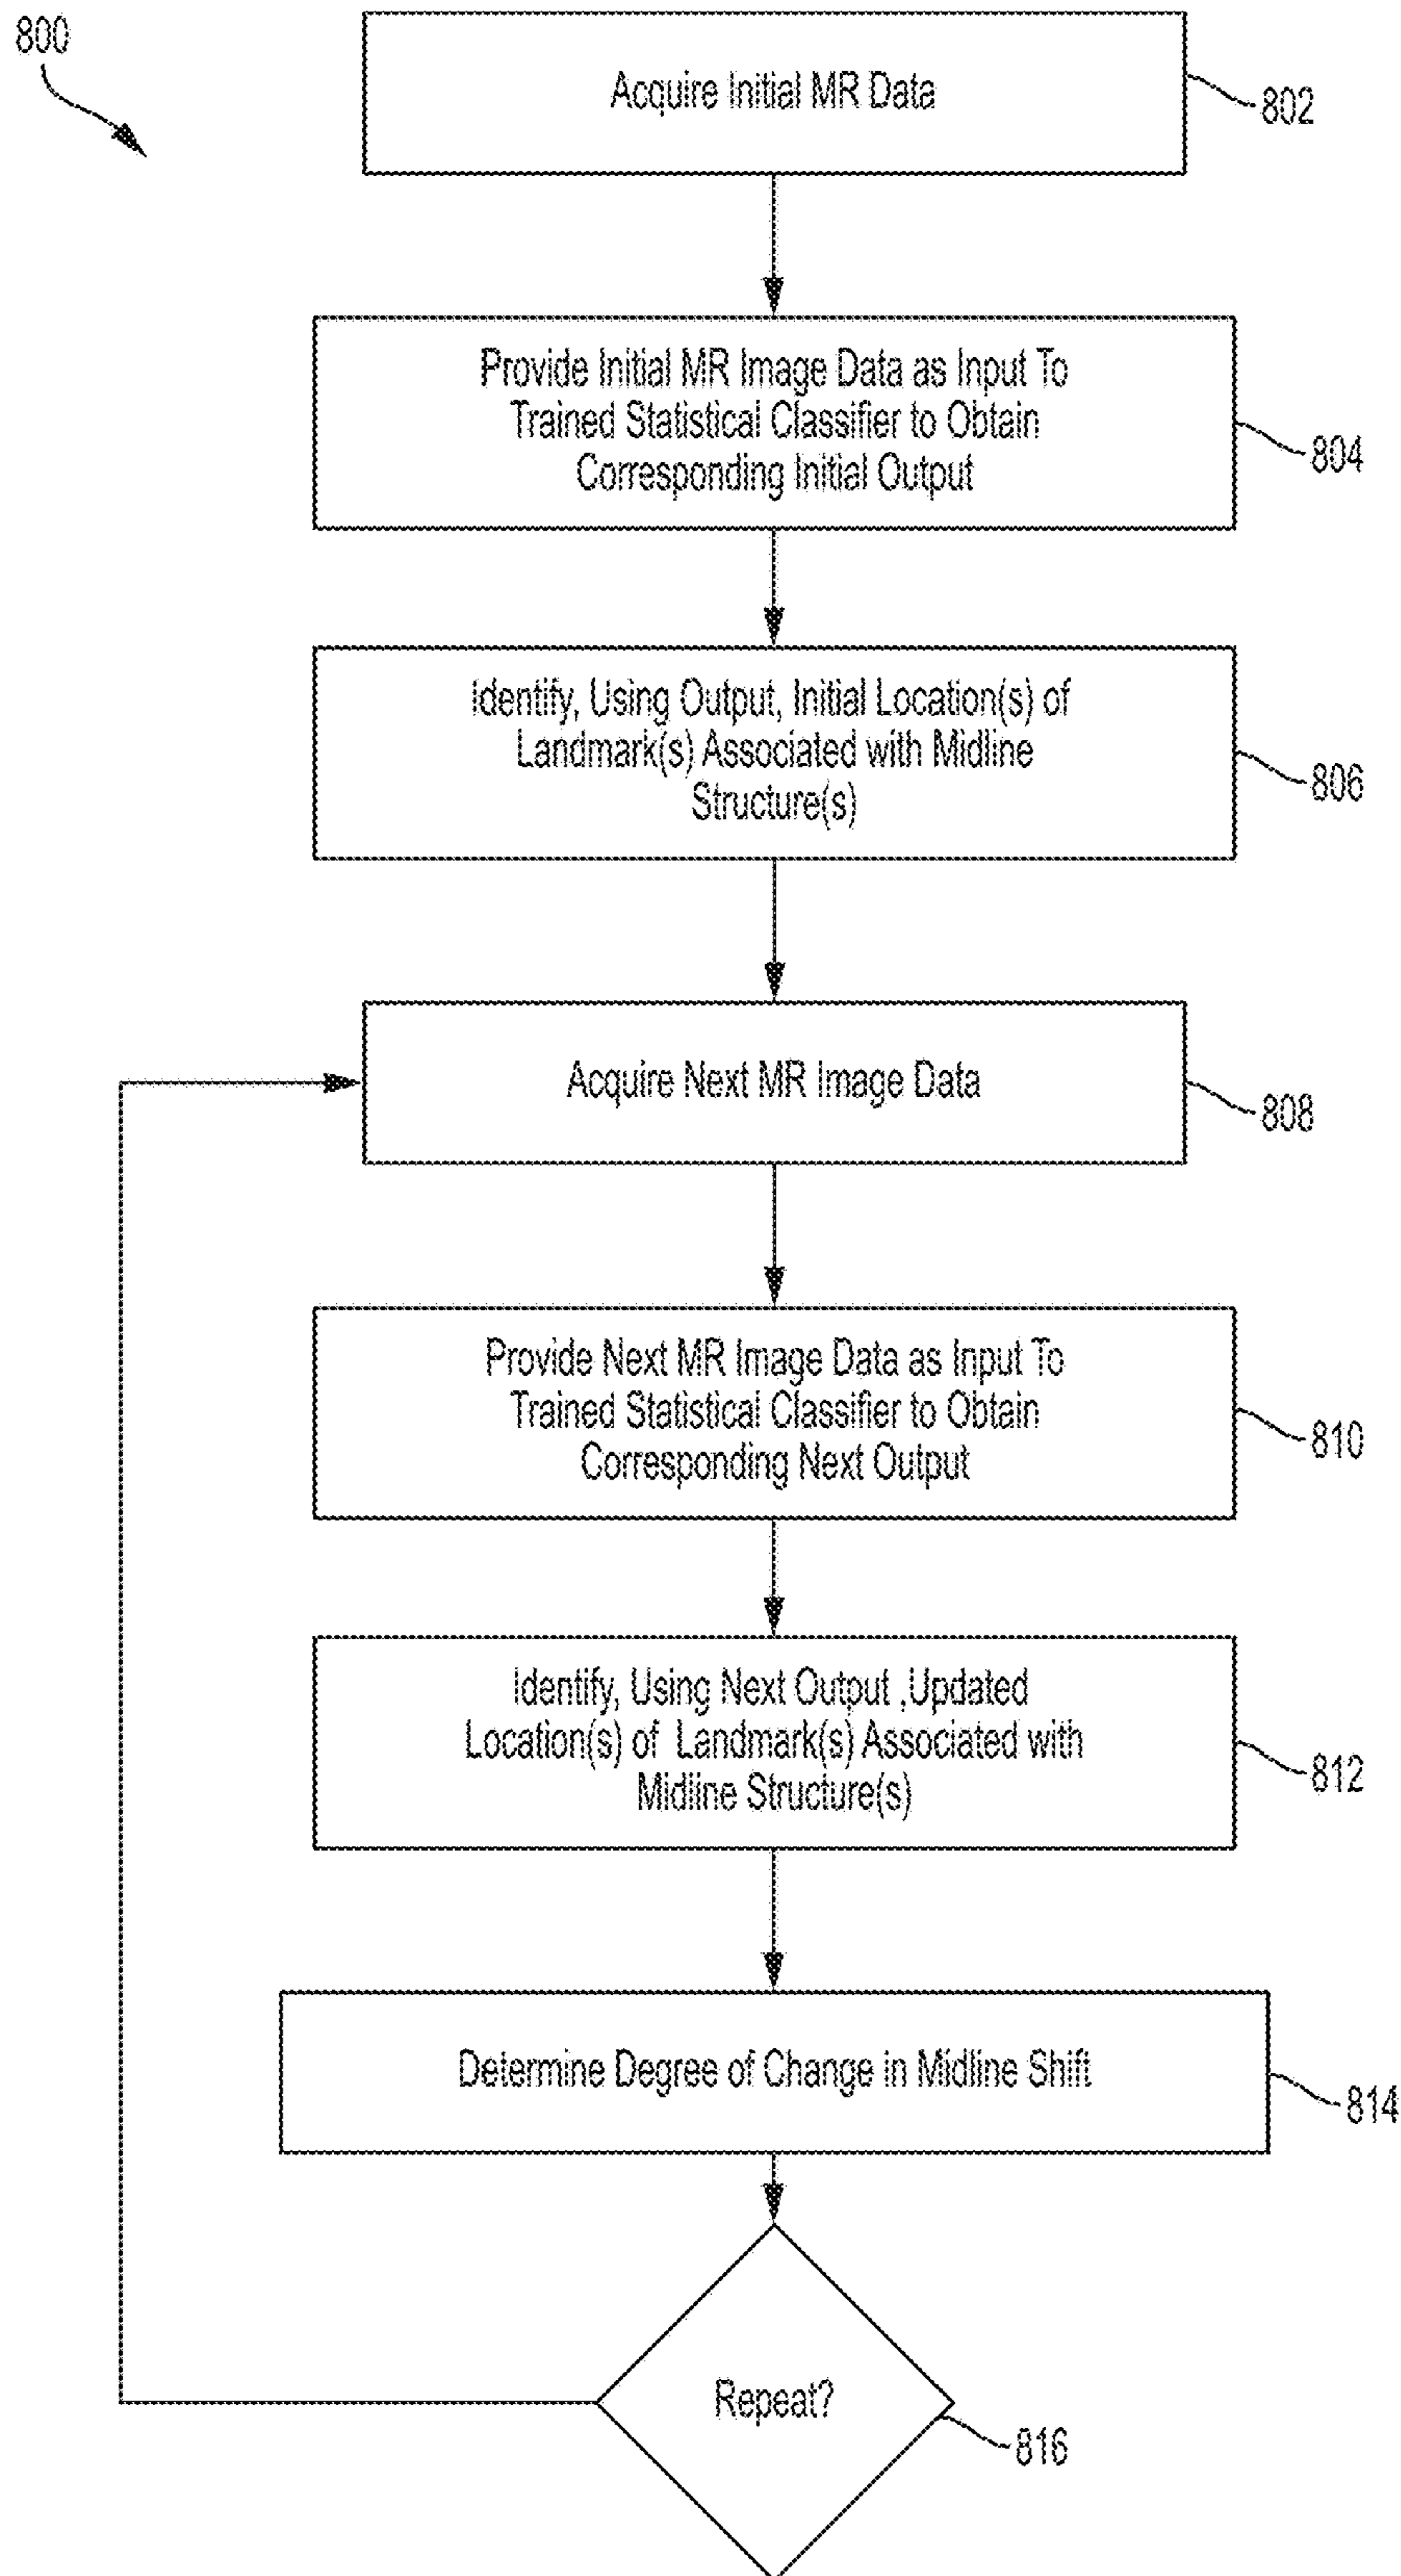 800
Acquire Initial MR Data
802
Provide Initial MR Image Data as Input To
Trained Statistical Classifier to Obtain
Corresponding Initial Output
804
Identify, Using Output, Initial Location(s) of
Landmark(s) Associated with Midline
Structure(s)
806
Acquire Next MR Image Data
808
Provide Next MR Image Data as Input To
Trained Statistical Classifier to Obtain
Corresponding Next Output
810
Identify, Using Next Output ,Updated
Location(s) of Landmark(s) Associated with
Midline Structure(s)
812
Determine Degree of Change in Midline Shift
814
Repeat?
816